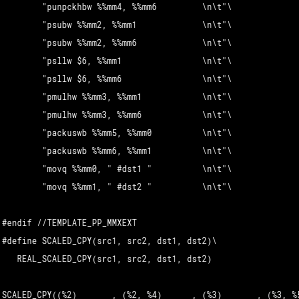 "punpckhbw %%mm4, %%mm6 \n\t"\
"psubw %%mm2, %%mm1 \n\t"\
"psubw %%mm2, %%mm6 \n\t"\
"psllw $6, %%mm1 \n\t"\
"psllw $6, %%mm6 \n\t"\
"pmulhw %%mm3, %%mm1 \n\t"\
"pmulhw %%mm3, %%mm6 \n\t"\
"packuswb %%mm5, %%mm0 \n\t"\
"packuswb %%mm6, %%mm1 \n\t"\
"movq %%mm0, " #dst1 " \n\t"\
"movq %%mm1, " #dst2 " \n\t"\
#endif //TEMPLATE_PP_MMXEXT
#define SCALED_CPY(src1, src2, dst1, dst2)\
REAL_SCALED_CPY(src1, src2, dst1, dst2)
SCALED_CPY((%2) , (%2, %4) , (%3) , (%3, %5